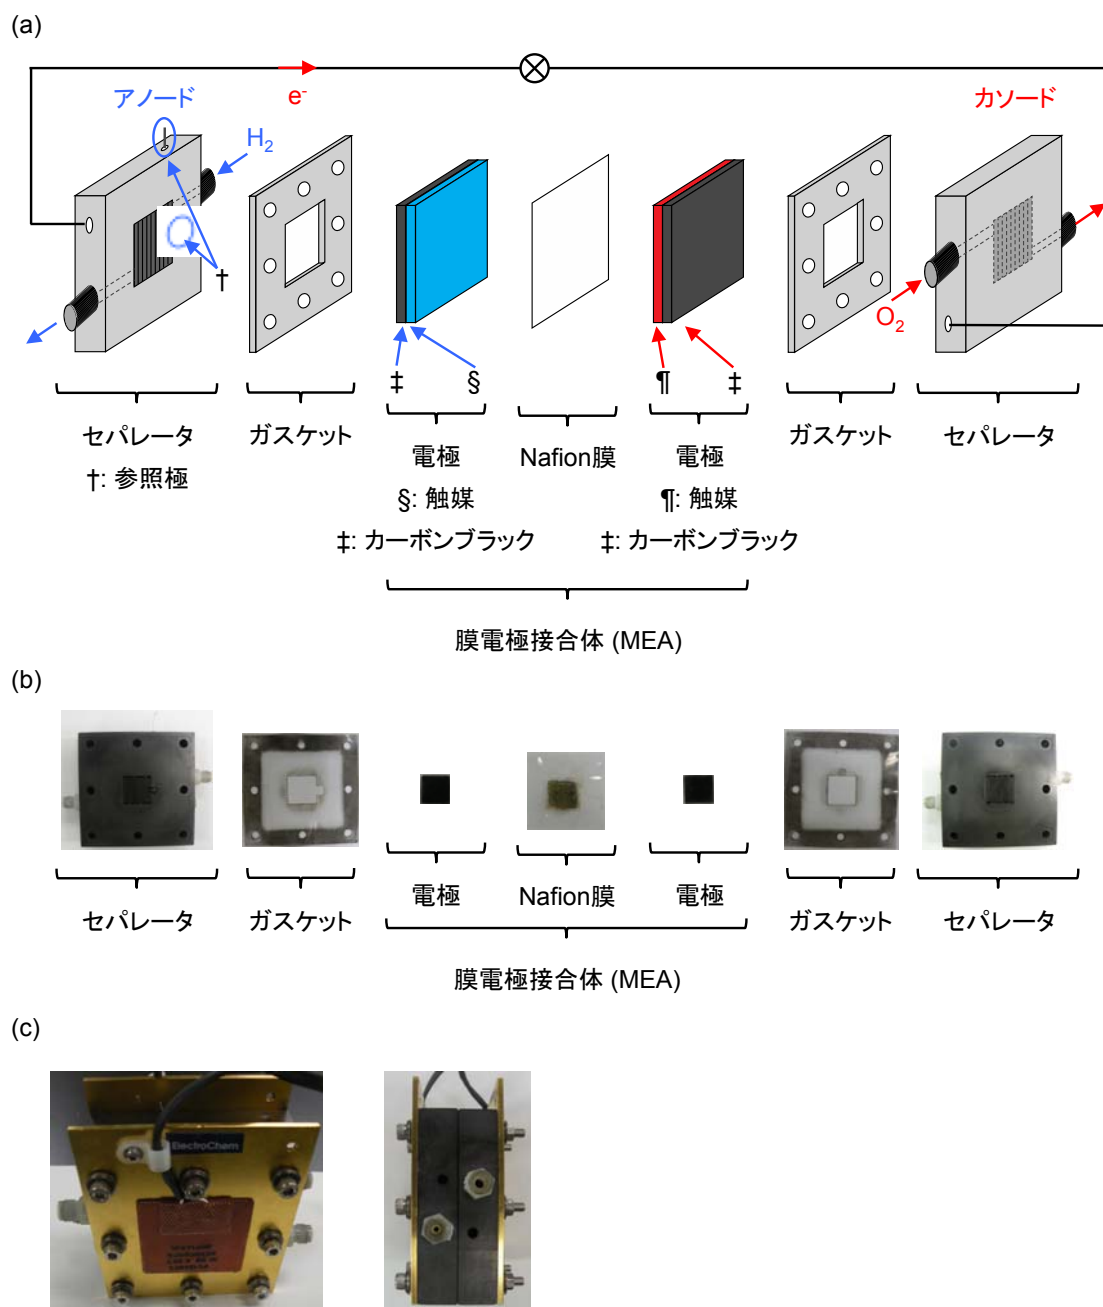 (a)
e-
アノード
カソード
H2
†
O2
‡
§
¶
‡
セパレータ
ガスケット
電極
Nafion膜
電極
ガスケット
セパレータ
†: 参照極
§: 触媒
¶: 触媒
‡: カーボンブラック
‡: カーボンブラック
膜電極接合体 (MEA)
(b)
電極
Nafion膜
電極
セパレータ
ガスケット
ガスケット
セパレータ
膜電極接合体 (MEA)
(c)
ElectroChem